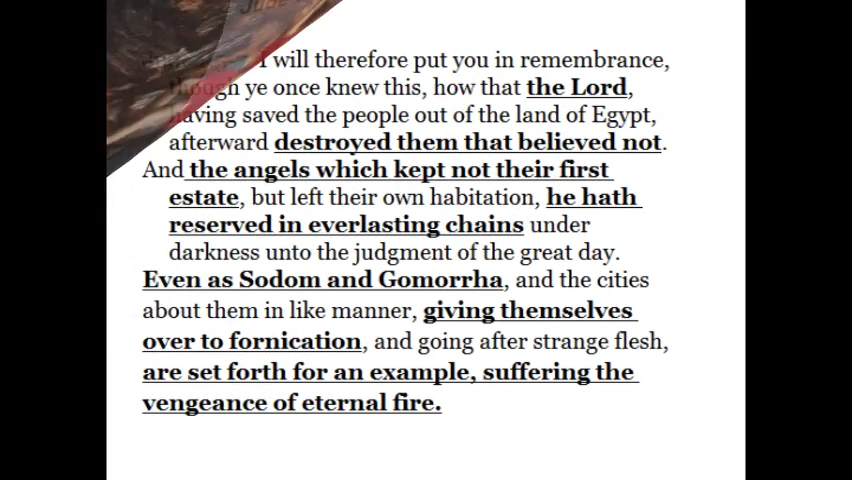 I will therefore put you in remembrance,
though ye once knew this, how that the Lord,
having saved the people out of the land of Egypt,
afterward destroyed them that believed not.
And the angels which kept not their first
estate, but left their own habitation, he hath
reserved in everlasting chains under
darkness unto the judgment of the great day.
Even as Sodom and Gomorrha, and the cities
about them in like manner, giving themselves
over to fornication, and going after strange flesh,
are set forth for an example, suffering the
vengeance of eternal fire.